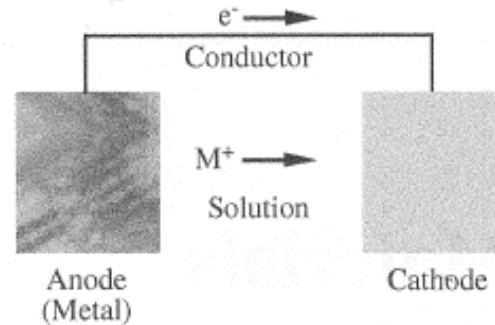 e⁻
Conductor
M⁺
Solution
Anode
(Metal)
Cathode